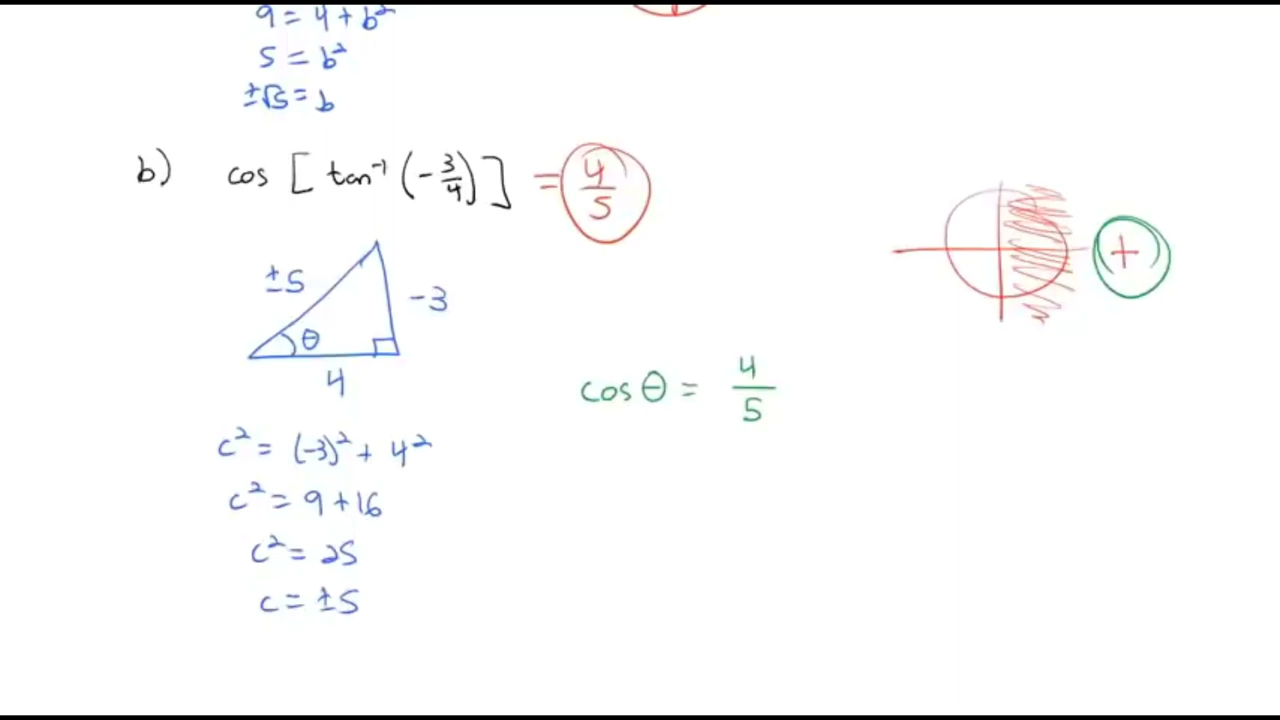 9 = 4 + b²
5 = b²
±√5 = b
b) cos [ tan⁻¹ (-3/4) ] = 4/5
±5
-3
θ
4
+
cos θ = 4/5
c² = (-3)² + 4²
c² = 9 + 16
c² = 25
c = ±5